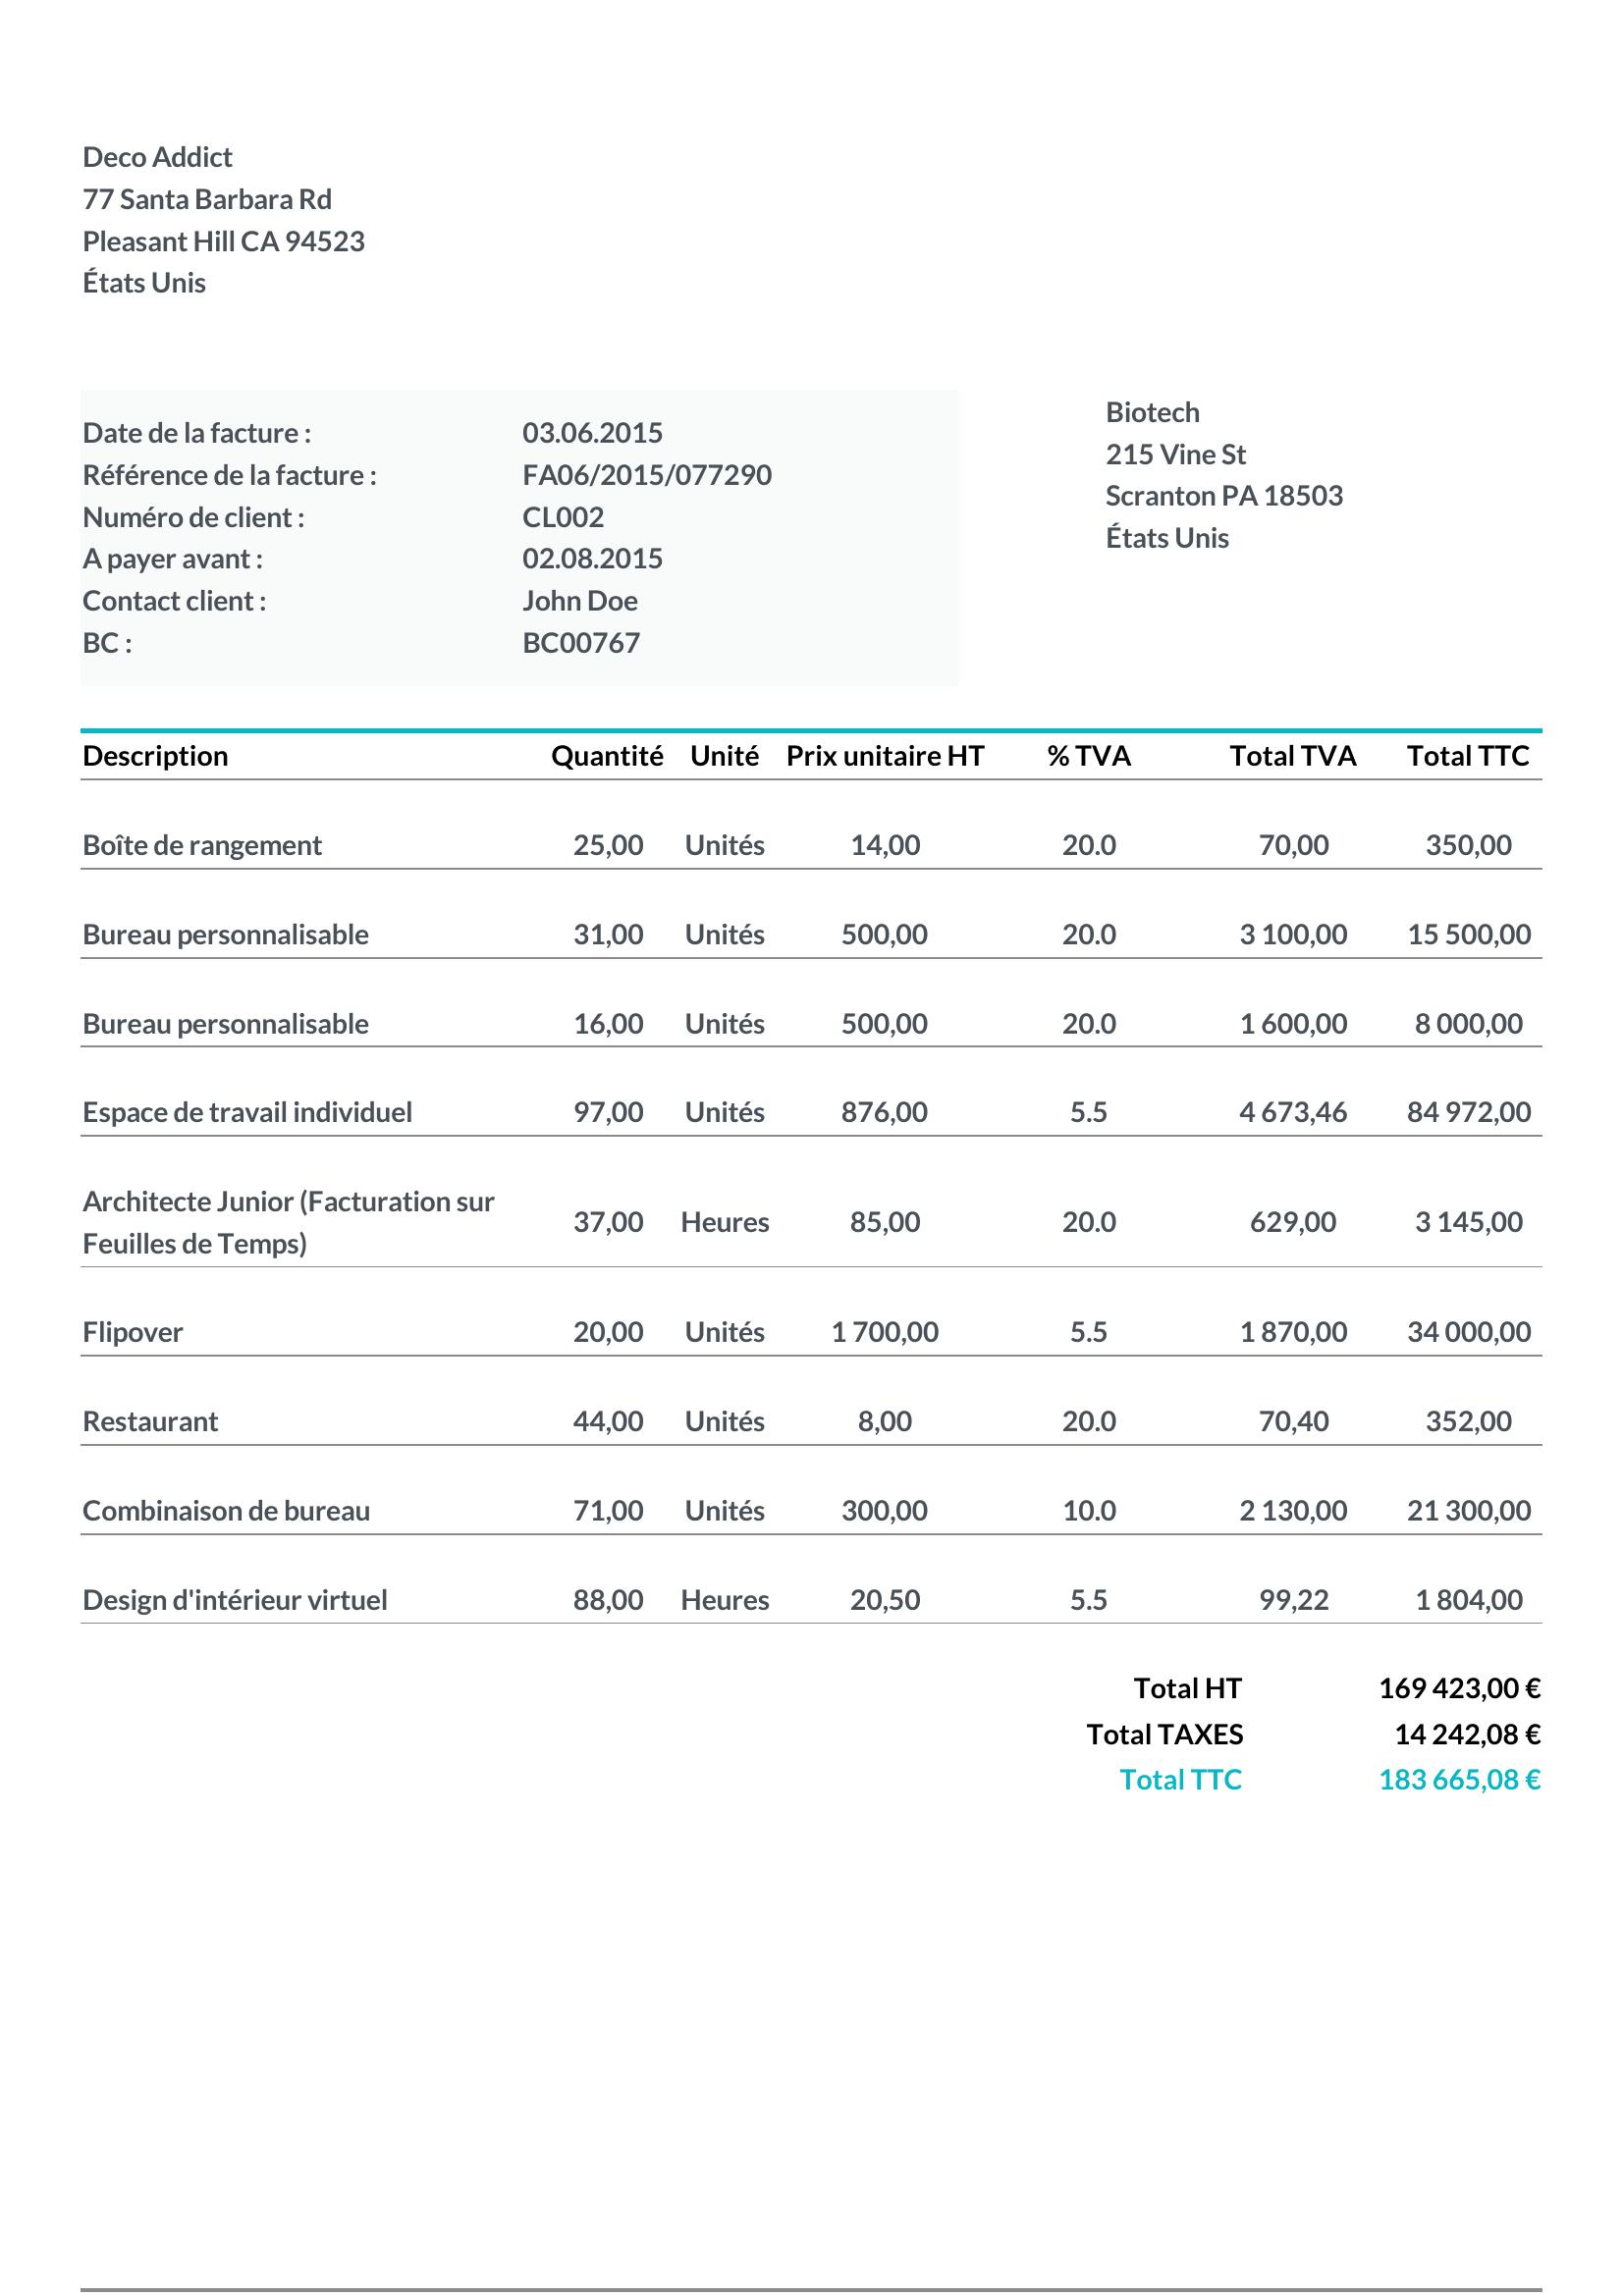 Deco Addict
77 Santa Barbara Rd
Pleasant Hill CA 94523
États Unis
Date de la facture : 03.06.2015
Référence de la facture : FA06/2015/077290
Numéro de client : CL002
A payer avant : 02.08.2015
Contact client : John Doe
BC : BC00767
Biotech
215 Vine St
Scranton PA 18503
États Unis
Description Quantité Unité Prix unitaire HT % TVA Total TVA Total TTC
Boîte de rangement 25,00 Unités 14,00 20.0 70,00 350,00
Bureau personnalisable 31,00 Unités 500,00 20.0 3 100,00 15 500,00
Bureau personnalisable 16,00 Unités 500,00 20.0 1 600,00 8 000,00
Espace de travail individuel 97,00 Unités 876,00 5.5 4 673,46 84 972,00
Architecte Junior (Facturation sur
Feuilles de Temps) 37,00 Heures 85,00 20.0 629,00 3 145,00
Flipover 20,00 Unités 1 700,00 5.5 1 870,00 34 000,00
Restaurant 44,00 Unités 8,00 20.0 70,40 352,00
Combinaison de bureau 71,00 Unités 300,00 10.0 2 130,00 21 300,00
Design d'intérieur virtuel 88,00 Heures 20,50 5.5 99,22 1 804,00
Total HT 169 423,00 €
Total TAXES 14 242,08 €
Total TTC 183 665,08 €